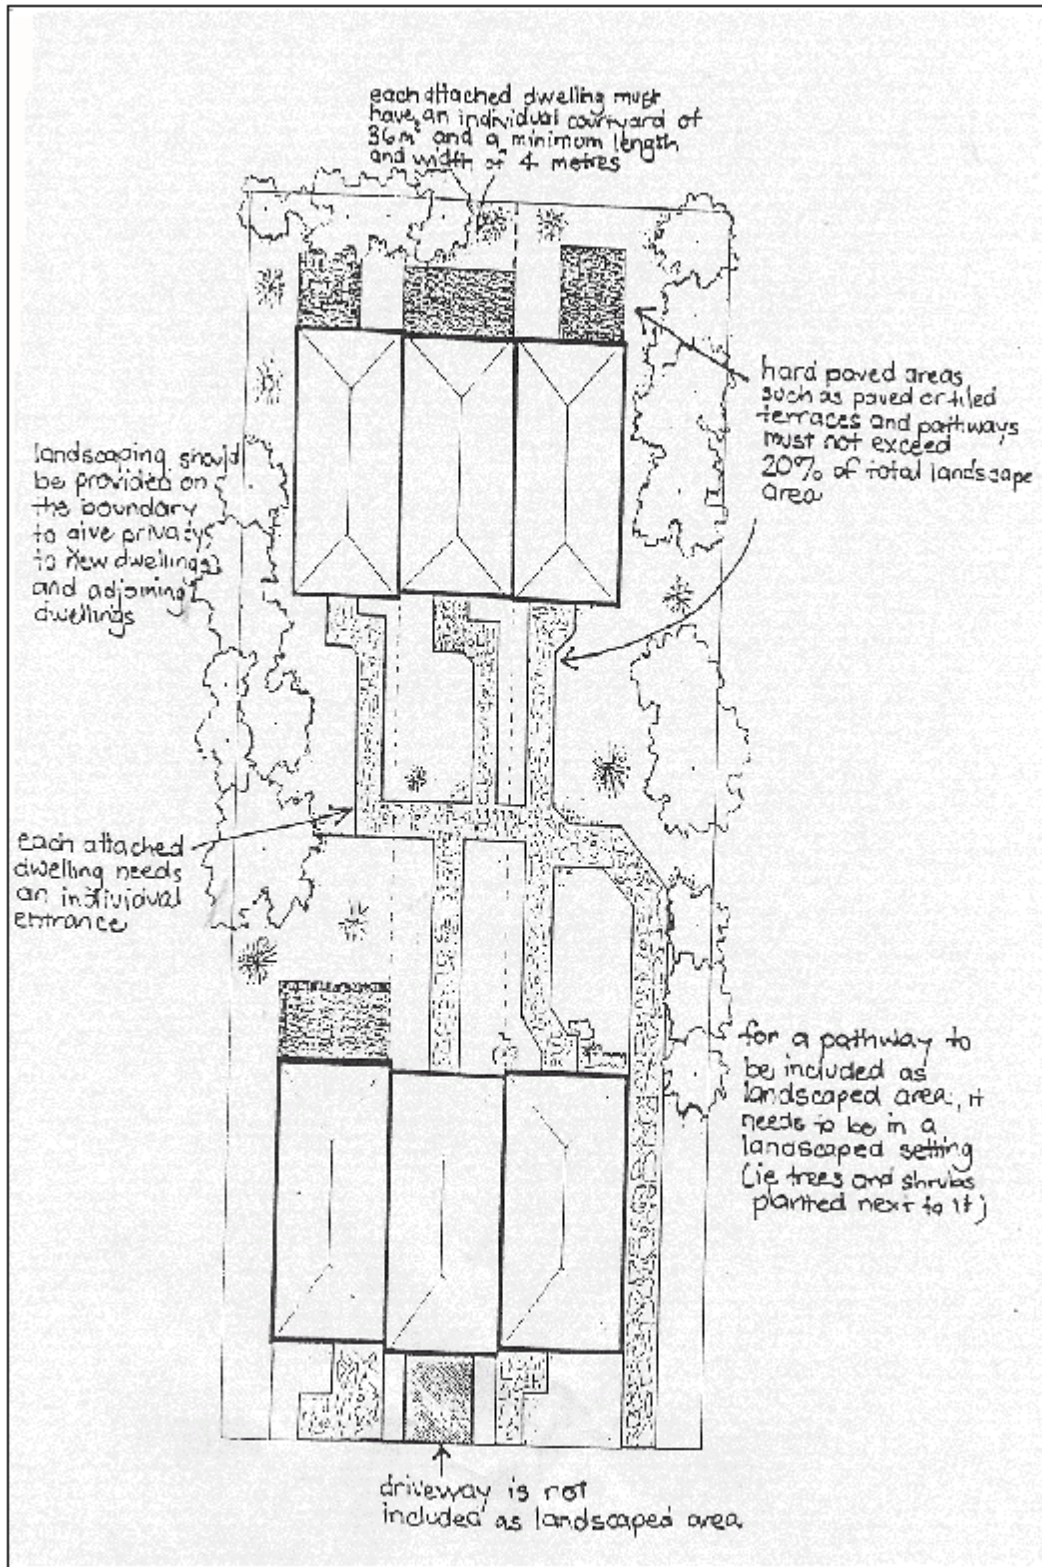 each attached dwelling must
have an individual courtyard of
36m² and a minimum length
and width of 4 metres
hard paved areas
such as paved or tiled
terraces and pathways
must not exceed
20% of total landscape
area
landscaping should
be provided on
the boundary
to give privacy
to new dwellings
and adjoining
dwellings
each attached
dwelling needs
an individual
entrance
for a pathway to
be included as
landscaped area, it
needs to be in a
landscaped setting
(ie trees and shrubs
planted next to it)
driveway is not
included as landscaped area